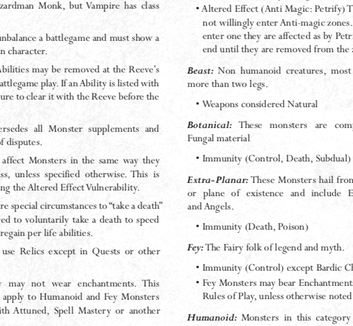 zardman Monk, but Vampire has class
unbalance a battlegame and must show a
n character.
Abilities may be removed at the Reeve's
attlegame play. If an Ability is listed with
ure to clear it with the Reeve before the
ersedes all Monster supplements and
f disputes.
affect Monsters in the same way they
ss, unless specified otherwise. This is
ng the Altered Effect Vulnerability.
re special circumstances to "take a death"
ed to voluntarily take a death to speed
regain per life abilities.
use Relics except in Quests or other
may not wear enchantments. This
apply to Humanoid and Fey Monsters
ith Attuned, Spell Mastery or another
• Altered Effect (Anti Magic: Petrify) T
not willingly enter Anti-magic zones.
enter one they are affected as by Petr
end until they are removed from the
Beast: Non humanoid creatures, most
more than two legs.
• Weapons considered Natural
Botanical: These monsters are com
Fungal material
• Immunity (Control, Death, Subdual)
Extra-Planar: These Monsters hail from
or plane of existence and include E
and Angels.
• Immunity (Death, Poison)
Fey: The Fairy folk of legend and myth.
• Immunity (Control) except Bardic Cl
• Fey Monsters may bear Enchantment
Rules of Play, unless otherwise noted
Humanoid: Monsters in this category